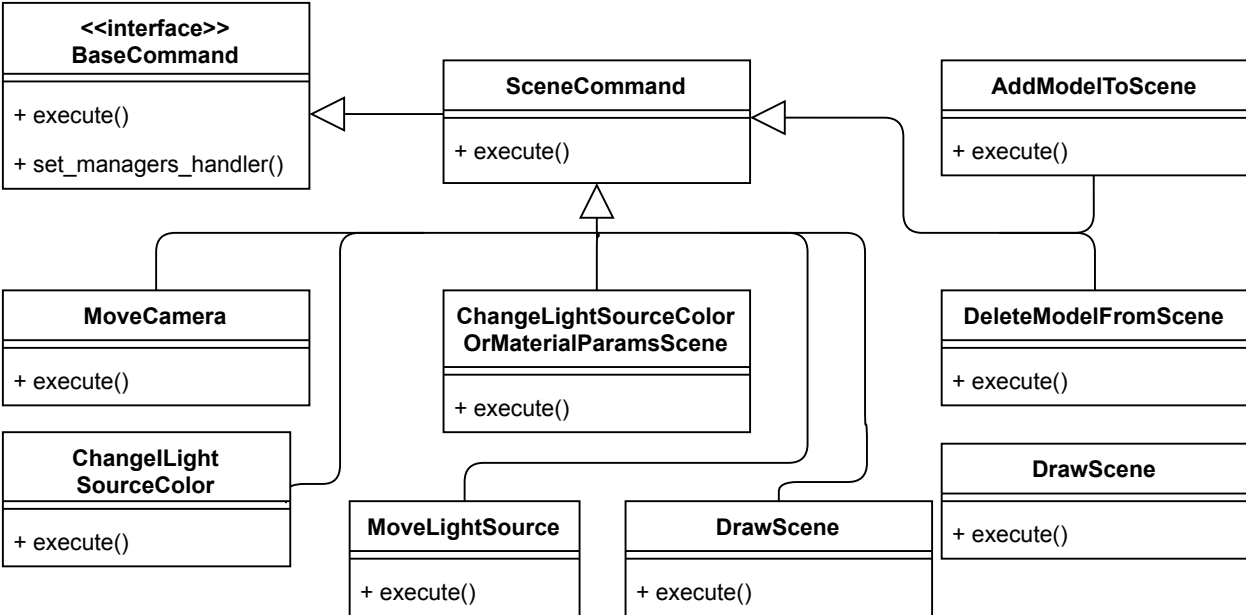 <<interface>>
BaseCommand
+ execute()
+ set_managers_handler()
SceneCommand
+ execute()
AddModelToScene
+ execute()
MoveCamera
+ execute()
ChangeLightSourceColor
OrMaterialParamsScene
+ execute()
DeleteModelFromScene
+ execute()
ChangelLight
SourceColor
+ execute()
MoveLightSource
+ execute()
DrawScene
+ execute()
DrawScene
+ execute()